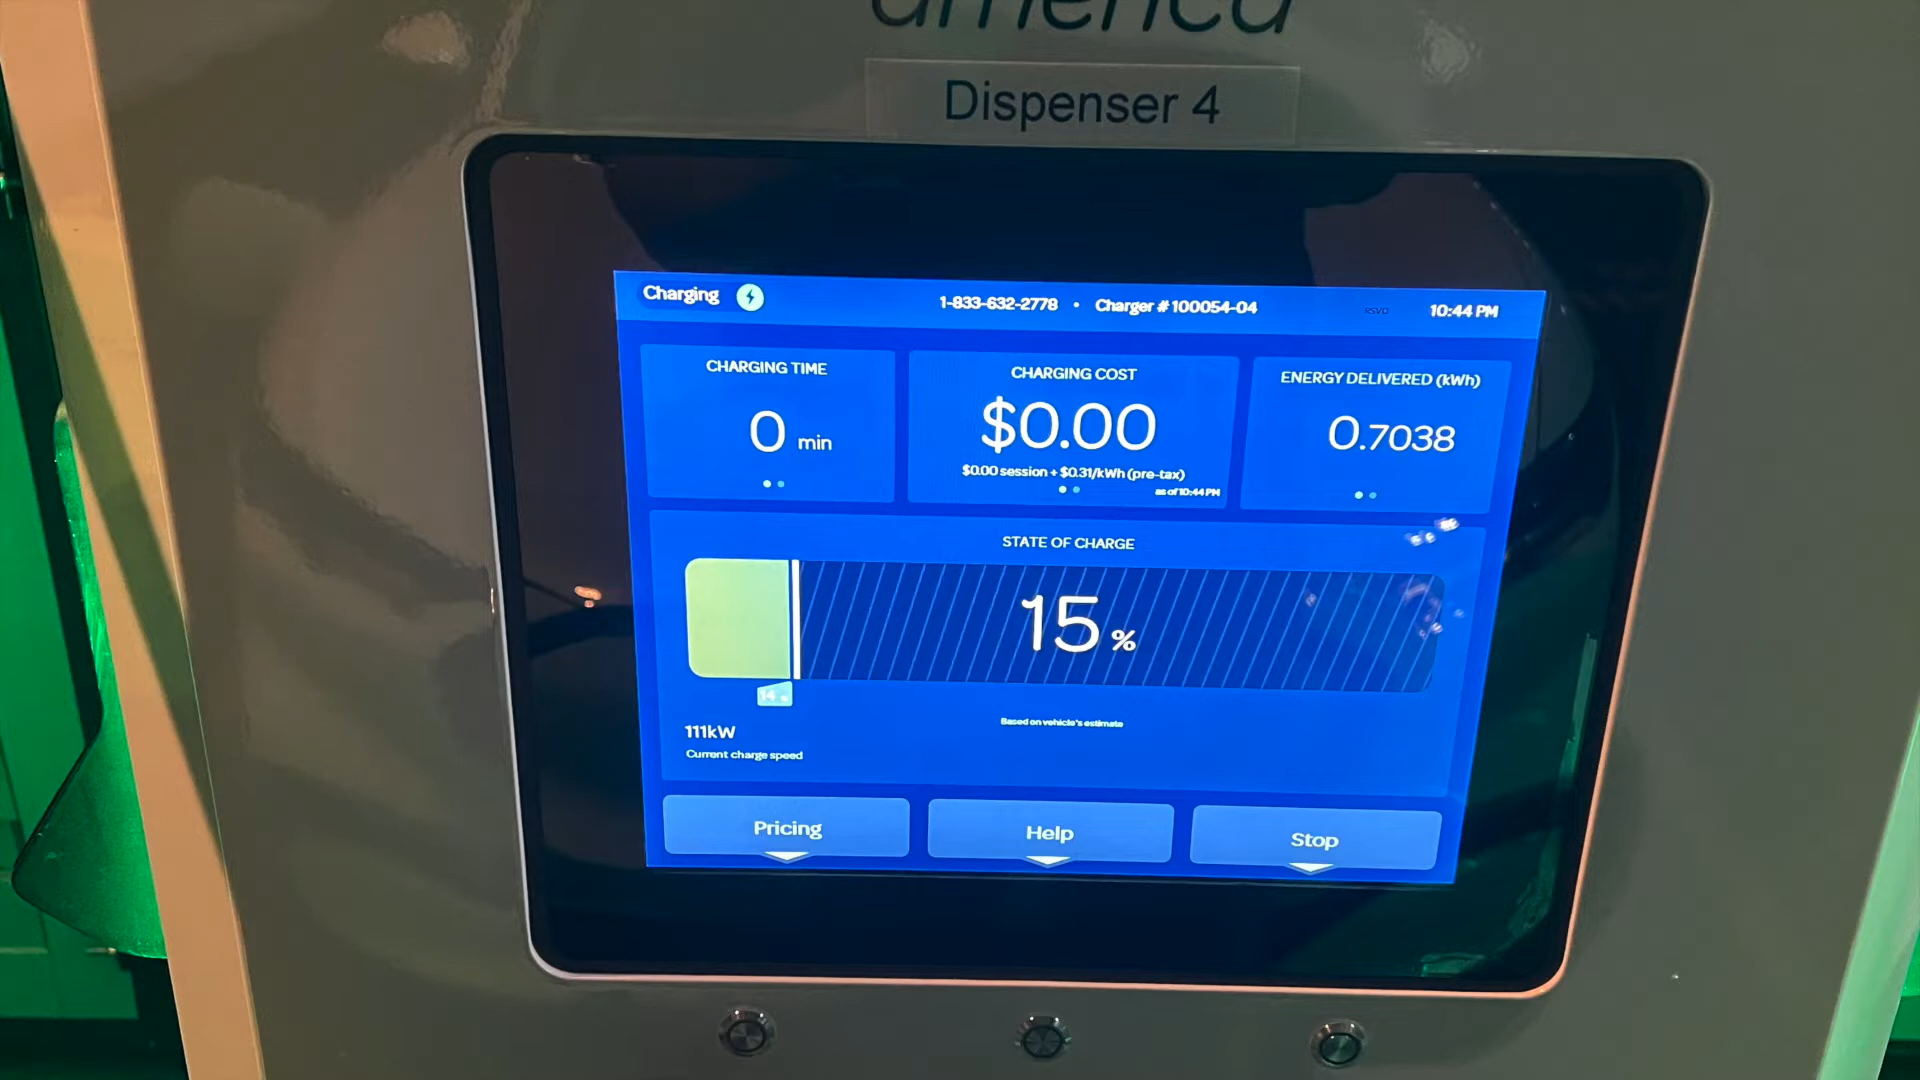 america
Dispenser 4
Charging
1-833-632-2778 • Charger # 100054-04
RSVD
10:44 PM
CHARGING TIME
0 min
CHARGING COST
$0.00
$0.00 session + $0.31/kWh (pre-tax)
as of 10:44 PM
ENERGY DELIVERED (kWh)
0.7038
STATE OF CHARGE
15 %
14
Based on vehicle's estimate
111kW
Current charge speed
Pricing
Help
Stop